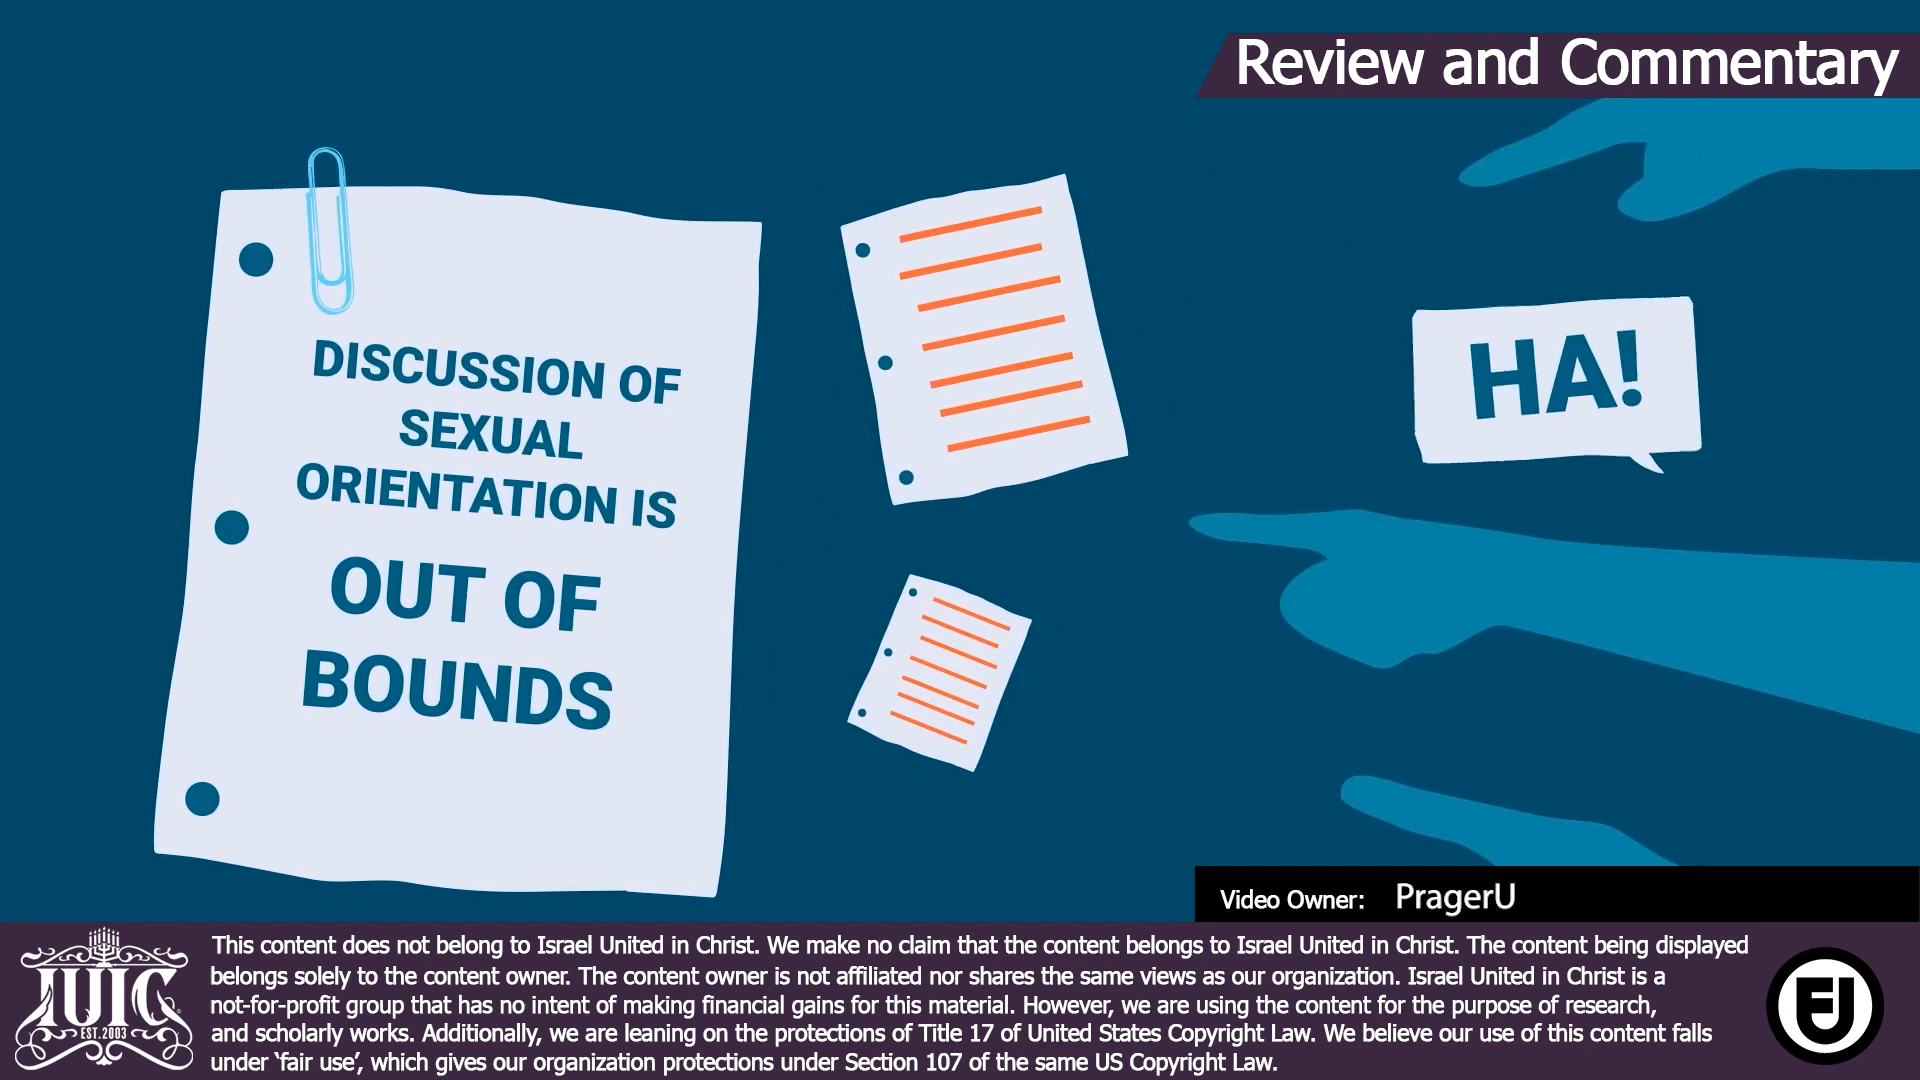 Review and Commentary
DISCUSSION OF
SEXUAL
ORIENTATION IS
OUT OF
BOUNDS
HA!
Video Owner: PragerU
This content does not belong to Israel United in Christ. We make no claim that the content belongs to Israel United in Christ. The content being displayed
belongs solely to the content owner. The content owner is not affiliated nor shares the same views as our organization. Israel United in Christ is a
not-for-profit group that has no intent of making financial gains for this material. However, we are using the content for the purpose of research,
and scholarly works. Additionally, we are leaning on the protections of Title 17 of United States Copyright Law. We believe our use of this content falls
under ‘fair use’, which gives our organization protections under Section 107 of the same US Copyright Law.
IUIC
EST. 2003